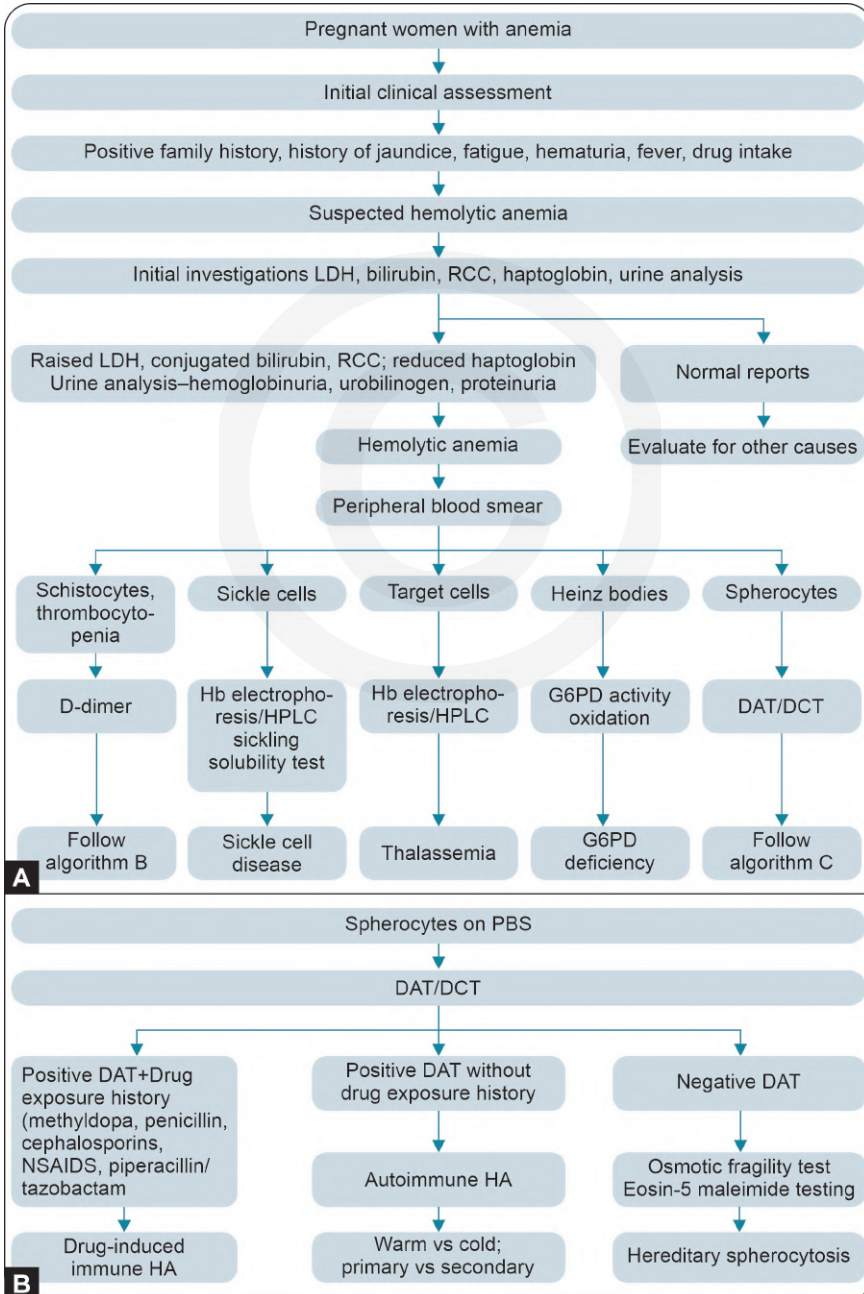 Pregnant women with anemia
Initial clinical assessment
Positive family history, history of jaundice, fatigue, hematuria, fever, drug intake
Suspected hemolytic anemia
Initial investigations LDH, bilirubin, RCC, haptoglobin, urine analysis
Raised LDH, conjugated bilirubin, RCC; reduced haptoglobin
Urine analysis–hemoglobinuria, urobilinogen, proteinuria
Normal reports
Hemolytic anemia
Evaluate for other causes
Peripheral blood smear
Schistocytes,
thrombocyto-
penia
Sickle cells
Target cells
Heinz bodies
Spherocytes
D-dimer
Hb electropho-
resis/HPLC
sickling
solubility test
Hb electropho-
resis/HPLC
G6PD activity
oxidation
DAT/DCT
Follow
algorithm B
Sickle cell
disease
Thalassemia
G6PD
deficiency
Follow
algorithm C
A
Spherocytes on PBS
DAT/DCT
Positive DAT+Drug
exposure history
(methyldopa, penicillin,
cephalosporins,
NSAIDS, piperacillin/
tazobactam
Positive DAT without
drug exposure history
Negative DAT
Autoimmune HA
Osmotic fragility test
Eosin-5 maleimide testing
Drug-induced
immune HA
Warm vs cold;
primary vs secondary
Hereditary spherocytosis
B